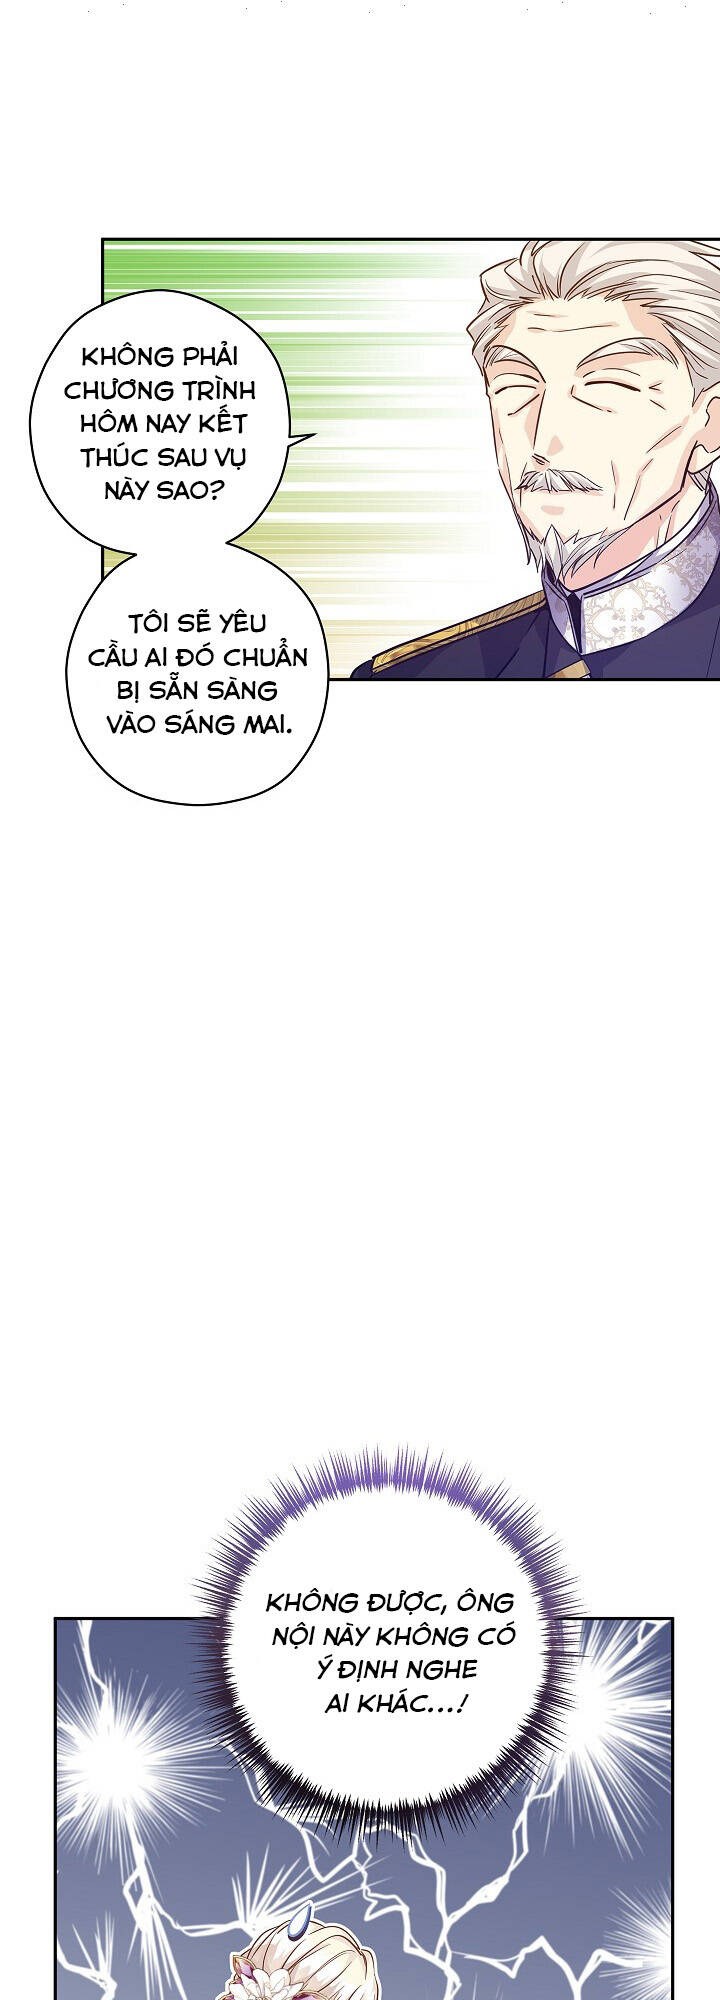 KHÔNG PHẢI
CHƯƠNG TRÌNH
HÔM NAY KẾT
THÚC SAU VỤ
NÀY SAO?
TÔI SẼ YÊU
CẦU AI ĐÓ CHUẨN
BỊ SẴN SÀNG
VÀO SÁNG MAI.
KHÔNG ĐƯỢC, ÔNG
NỘI NÀY KHÔNG CÓ
Ý ĐỊNH NGHE
AI KHÁC...!